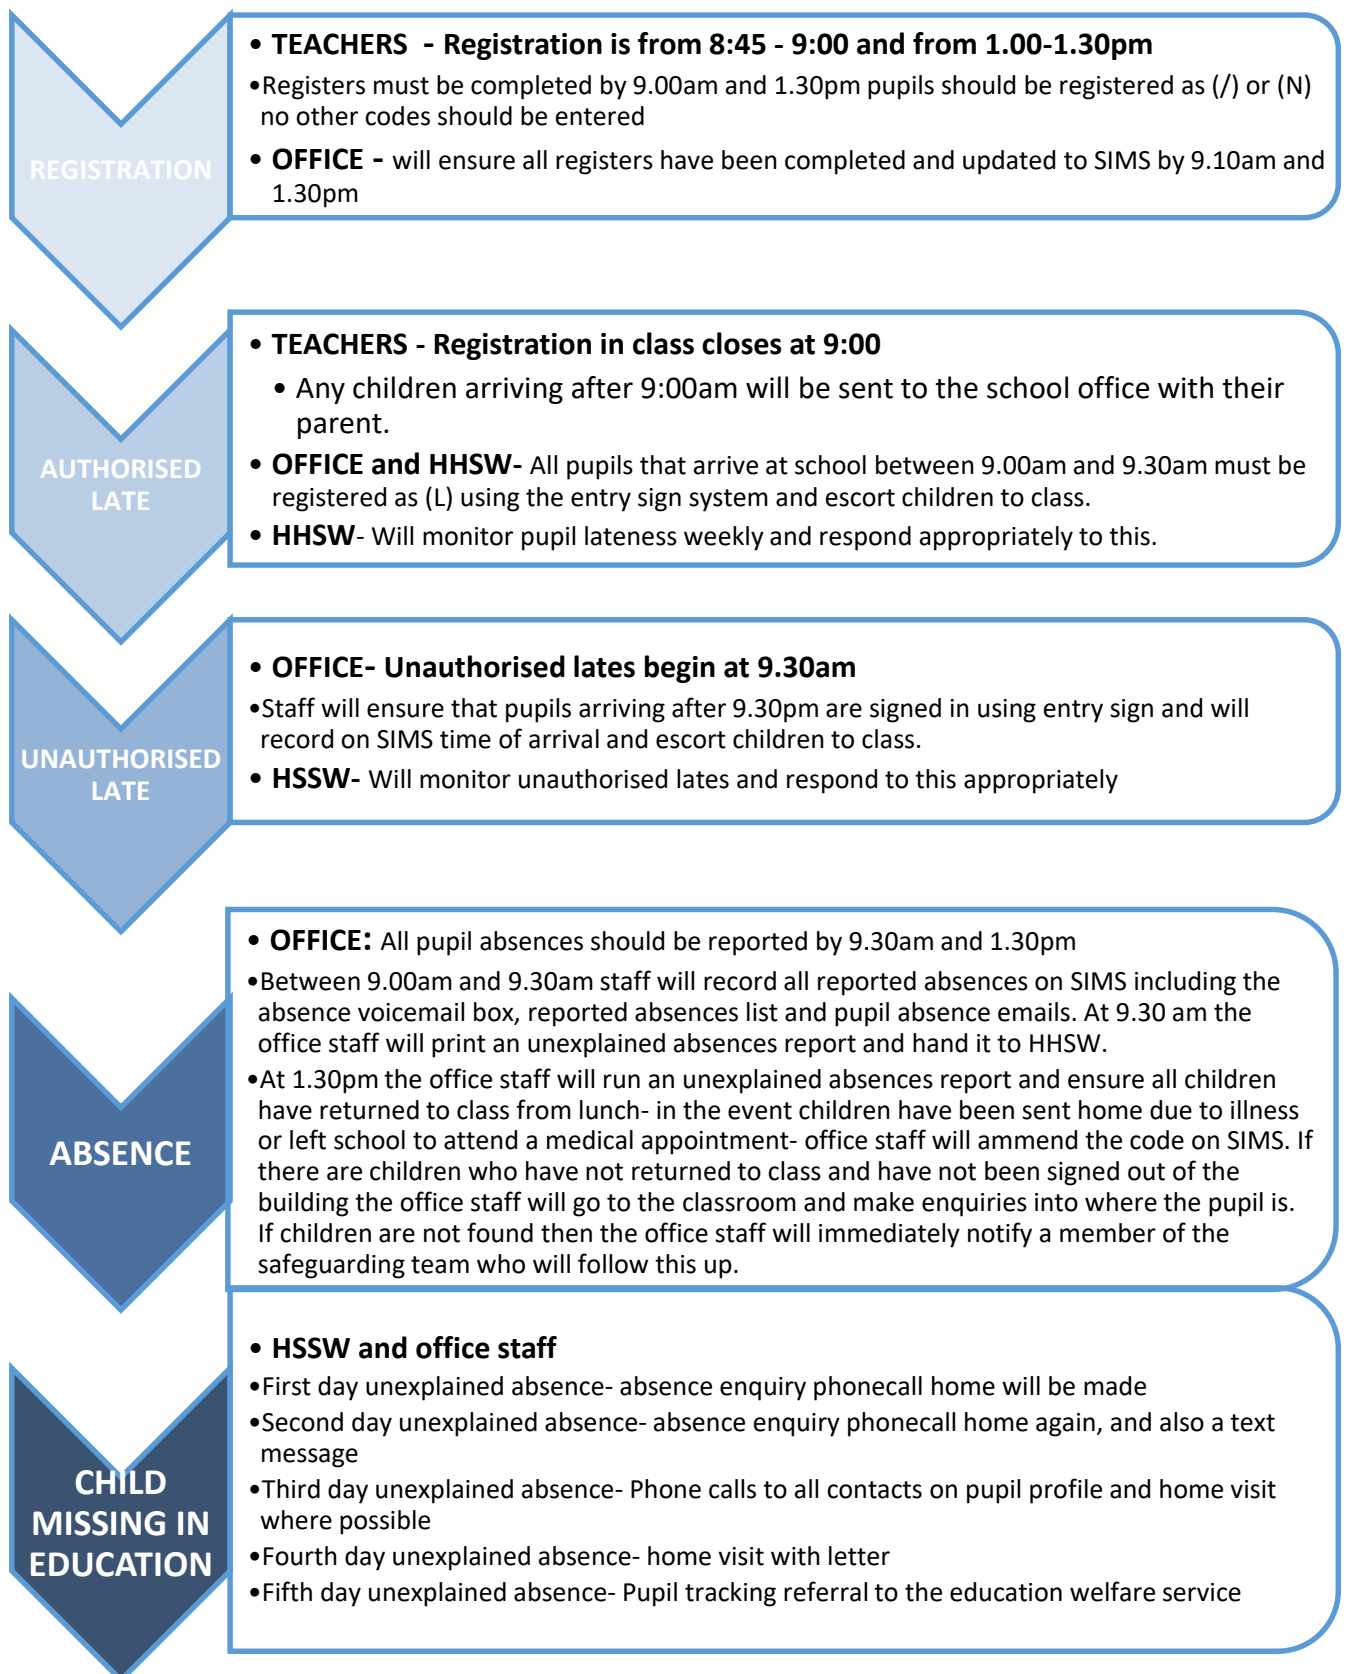 REGISTRATION
• TEACHERS - Registration is from 8:45 - 9:00 and from 1.00-1.30pm
•Registers must be completed by 9.00am and 1.30pm pupils should be registered as (/) or (N)
no other codes should be entered
• OFFICE - will ensure all registers have been completed and updated to SIMS by 9.10am and
1.30pm
AUTHORISED
LATE
• TEACHERS - Registration in class closes at 9:00
• Any children arriving after 9:00am will be sent to the school office with their
parent.
• OFFICE and HHSW- All pupils that arrive at school between 9.00am and 9.30am must be
registered as (L) using the entry sign system and escort children to class.
• HHSW- Will monitor pupil lateness weekly and respond appropriately to this.
UNAUTHORISED
LATE
• OFFICE- Unauthorised lates begin at 9.30am
•Staff will ensure that pupils arriving after 9.30pm are signed in using entry sign and will
record on SIMS time of arrival and escort children to class.
• HSSW- Will monitor unauthorised lates and respond to this appropriately
ABSENCE
• OFFICE: All pupil absences should be reported by 9.30am and 1.30pm
•Between 9.00am and 9.30am staff will record all reported absences on SIMS including the
absence voicemail box, reported absences list and pupil absence emails. At 9.30 am the
office staff will print an unexplained absences report and hand it to HHSW.
•At 1.30pm the office staff will run an unexplained absences report and ensure all children
have returned to class from lunch- in the event children have been sent home due to illness
or left school to attend a medical appointment- office staff will ammend the code on SIMS. If
there are children who have not returned to class and have not been signed out of the
building the office staff will go to the classroom and make enquiries into where the pupil is.
If children are not found then the office staff will immediately notify a member of the
safeguarding team who will follow this up.
CHILD
MISSING IN
EDUCATION
• HSSW and office staff
•First day unexplained absence- absence enquiry phonecall home will be made
•Second day unexplained absence- absence enquiry phonecall home again, and also a text
message
•Third day unexplained absence- Phone calls to all contacts on pupil profile and home visit
where possible
•Fourth day unexplained absence- home visit with letter
•Fifth day unexplained absence- Pupil tracking referral to the education welfare service